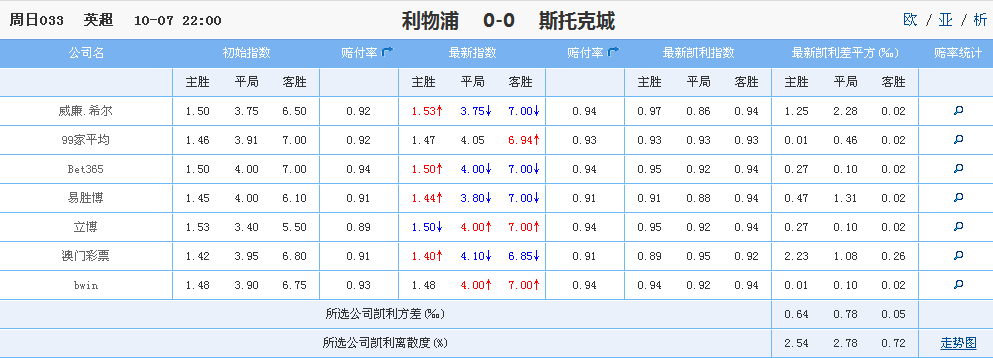 周日033 英超 10-07 22:00 利物浦 0-0 斯托克城 欧 / 亚 / 析
公司名 初始指数 赔付率 最新指数 赔付率 最新凯利指数 最新凯利差平方(‰) 赔率统计
主胜 平局 客胜 主胜 平局 客胜 主胜 平局 客胜 主胜 平局 客胜
威廉.希尔 1.50 3.75 6.50 0.92 1.53↑ 3.75↓ 7.00↓ 0.94 0.97 0.86 0.94 1.25 2.28 0.02
99家平均 1.46 3.91 7.00 0.92 1.47 4.05 6.94↑ 0.93 0.93 0.93 0.93 0.01 0.46 0.02
Bet365 1.50 4.00 7.00 0.94 1.50↑ 4.00↓ 7.00↓ 0.94 0.95 0.92 0.94 0.27 0.10 0.02
易胜博 1.45 4.00 6.10 0.91 1.44↑ 3.80↓ 7.00↓ 0.91 0.91 0.88 0.94 0.47 1.31 0.02
立博 1.53 3.40 5.50 0.89 1.50↓ 4.00↑ 7.00↑ 0.94 0.95 0.92 0.94 0.27 0.10 0.02
澳门彩票 1.42 3.95 6.80 0.91 1.40↑ 4.10↓ 6.85↓ 0.91 0.89 0.95 0.92 2.23 1.08 0.26
bwin 1.48 3.90 6.75 0.93 1.48 4.00↑ 7.00↑ 0.94 0.94 0.92 0.94 0.01 0.10 0.02
所选公司凯利方差(‰) 0.64 0.78 0.05
所选公司凯利离散度(%) 2.54 2.78 0.72 走势图